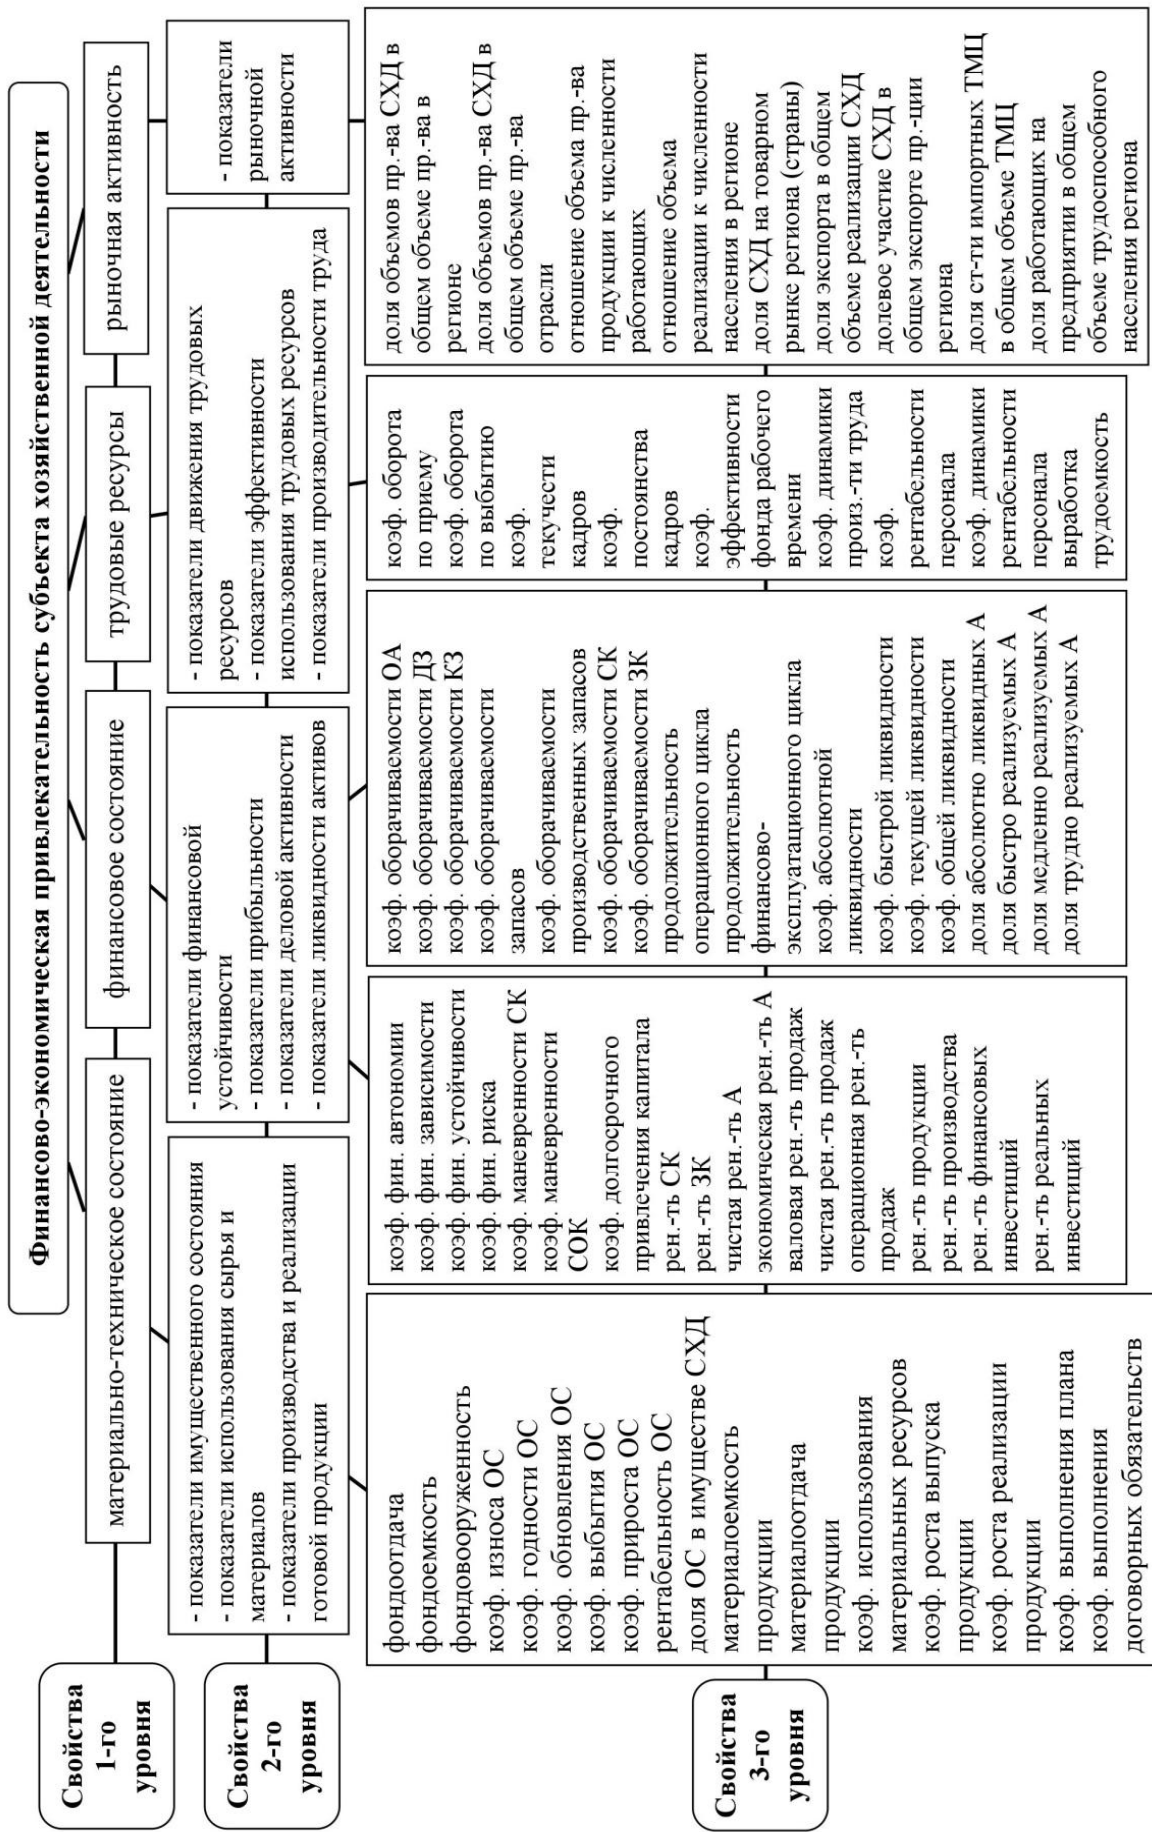 Финансово-экономическая привлекательность субъекта хозяйственной деятельности
Свойства
1-го
уровня
материально-техническое состояние
финансовое состояние
трудовые ресурсы
рыночная активность
Свойства
2-го
уровня
- показатели имущественного состояния
- показатели использования сырья и
материалов
- показатели производства и реализации
готовой продукции
- показатели финансовой
устойчивости
- показатели прибыльности
- показатели деловой активности
- показатели ликвидности активов
- показатели движения трудовых
ресурсов
- показатели эффективности
использования трудовых ресурсов
- показатели производительности труда
- показатели
рыночной
активности
Свойства
3-го
уровня
фондоотдача
фондоемкость
фондовооруженность
коэф. износа ОС
коэф. годности ОС
коэф. обновления ОС
коэф. выбытия ОС
коэф. прироста ОС
рентабельность ОС
доля ОС в имуществе СХД
материалоемкость
продукции
материалоотдача
продукции
коэф. использования
материальных ресурсов
коэф. роста выпуска
продукции
коэф. роста реализации
продукции
коэф. выполнения плана
коэф. выполнения
договорных обязательств
коэф. фин. автономии
коэф. фин. зависимости
коэф. фин. устойчивости
коэф. фин. риска
коэф. маневренности СК
коэф. маневренности
СОК
коэф. долгосрочного
привлечения капитала
рен.-ть СК
рен.-ть ЗК
чистая рен.-ть А
экономическая рен.-ть А
валовая рен.-ть продаж
чистая рен.-ть продаж
операционная рен.-ть
продаж
рен.-ть продукции
рен.-ть производства
рен.-ть финансовых
инвестиций
рен.-ть реальных
инвестиций
коэф. оборачиваемости ОА
коэф. оборачиваемости ДЗ
коэф. оборачиваемости КЗ
коэф. оборачиваемости
запасов
коэф. оборачиваемости
производственных запасов
коэф. оборачиваемости СК
коэф. оборачиваемости ЗК
продолжительность
операционного цикла
продолжительность
финансово-
эксплуатационного цикла
коэф. абсолютной
ликвидности
коэф. быстрой ликвидности
коэф. текущей ликвидности
коэф. общей ликвидности
доля абсолютно ликвидных А
доля быстро реализуемых А
доля медленно реализуемых А
доля трудно реализуемых А
коэф. оборота
по приему
коэф. оборота
по выбытию
коэф.
текучести
кадров
коэф.
постоянства
кадров
коэф.
эффективности
фонда рабочего
времени
коэф. динамики
произ.-ти труда
коэф.
рентабельности
персонала
коэф. динамики
рентабельности
персонала
выработка
трудоемкость
доля объемов пр.-ва СХД в
общем объеме пр.-ва в
регионе
доля объемов пр.-ва СХД в
общем объеме пр.-ва
отрасли
отношение объема пр.-ва
продукции к численности
работающих
отношение объема
реализации к численности
населения в регионе
доля СХД на товарном
рынке региона (страны)
доля экспорта в общем
объеме реализации СХД
долевое участие СХД в
общем экспорте пр.-ции
региона
доля ст-ти импортных ТМЦ
в общем объеме ТМЦ
доля работающих на
предприятии в общем
объеме трудоспособного
населения региона